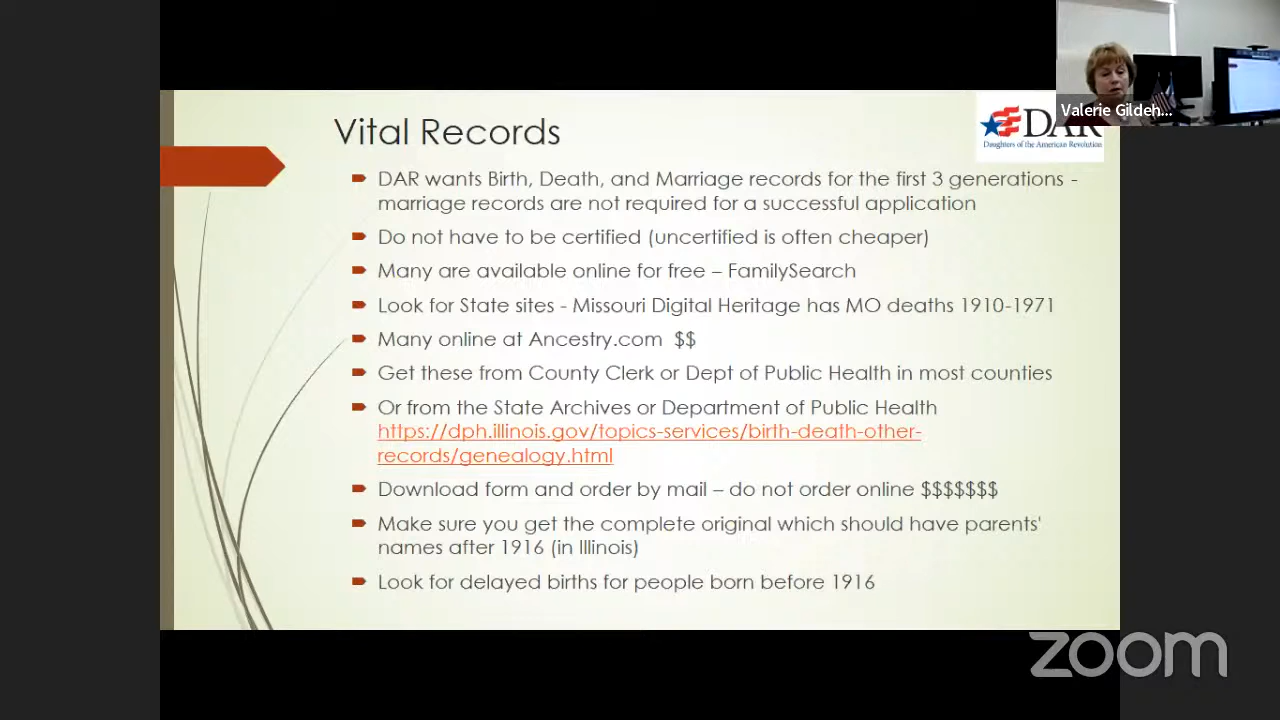 Valerie Gildeh...
Vital Records
DAR
Daughters of the American Revolution
DAR wants Birth, Death, and Marriage records for the first 3 generations -
marriage records are not required for a successful application
Do not have to be certified (uncertified is often cheaper)
Many are available online for free – FamilySearch
Look for State sites - Missouri Digital Heritage has MO deaths 1910-1971
Many online at Ancestry.com $$
Get these from County Clerk or Dept of Public Health in most counties
Or from the State Archives or Department of Public Health
https://dph.illinois.gov/topics-services/birth-death-other-
records/genealogy.html
Download form and order by mail – do not order online $$$$$$$
Make sure you get the complete original which should have parents'
names after 1916 (in Illinois)
Look for delayed births for people born before 1916
zoom